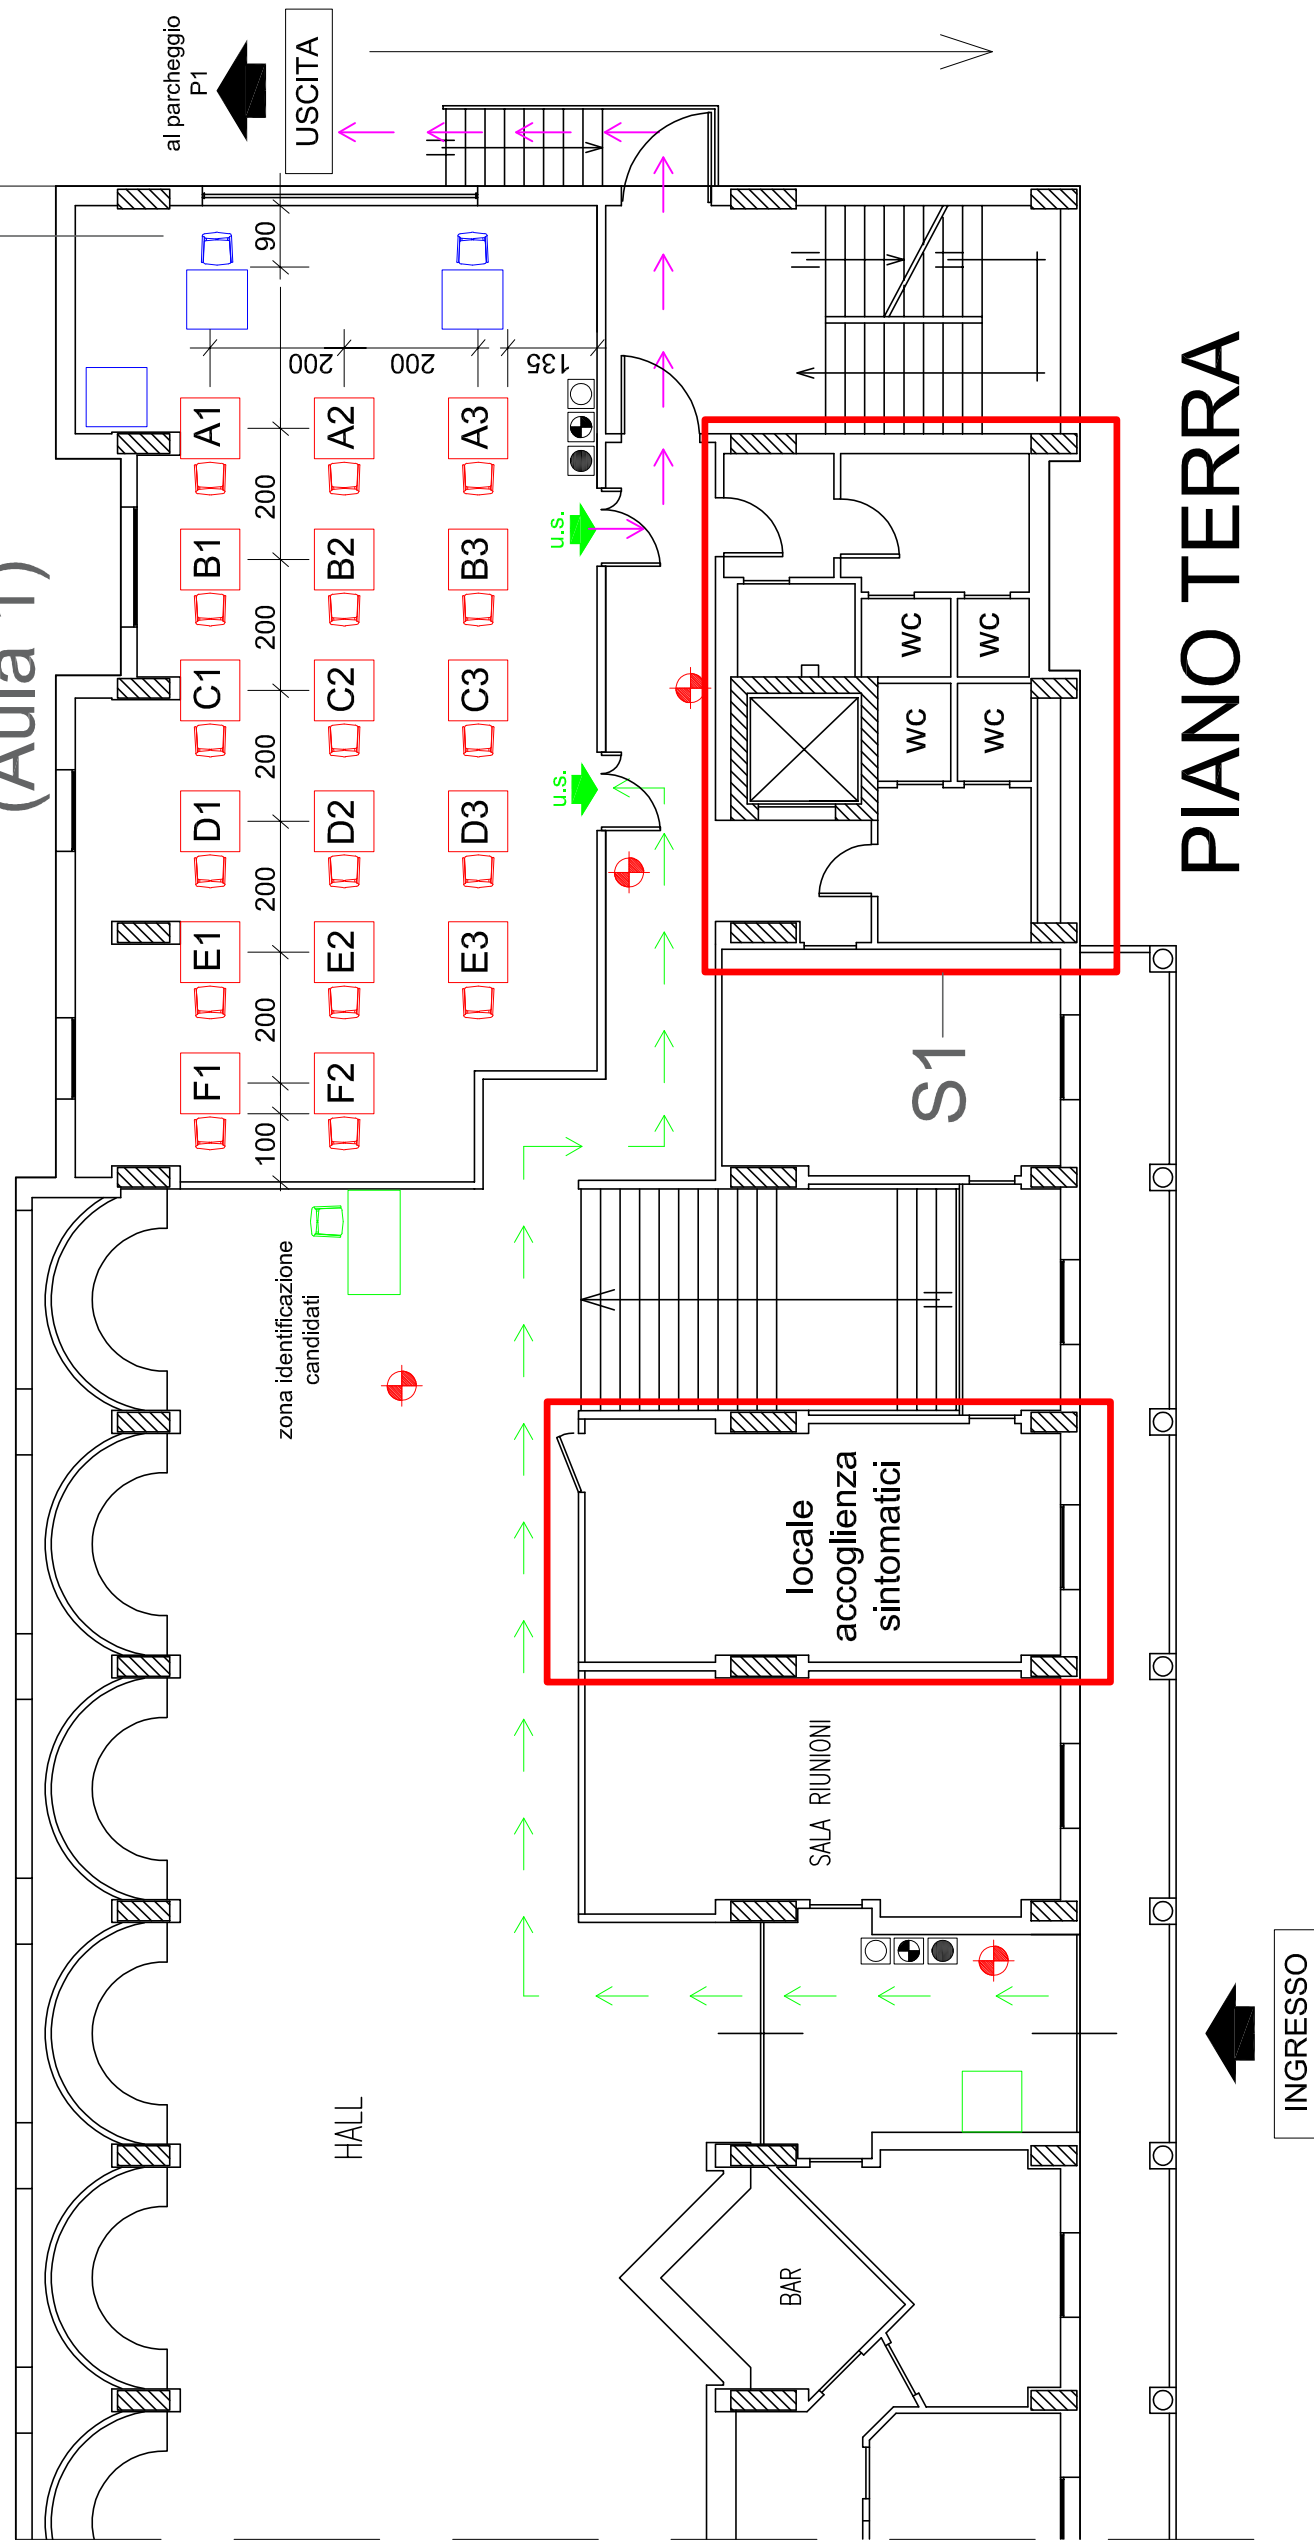 al parcheggio
P1
USCITA
(Aula 1)
90
200
200
135
A1
A2
A3
200
B1
B2
B3
u.s.
200
C1
C2
C3
200
D1
D2
D3
u.s.
200
E1
E2
E3
200
F1
F2
100
wc
wc
wc
wc
S1
PIANO TERRA
zona identificazione
candidati
locale
accoglienza
sintomatici
SALA RIUNIONI
HALL
BAR
INGRESSO